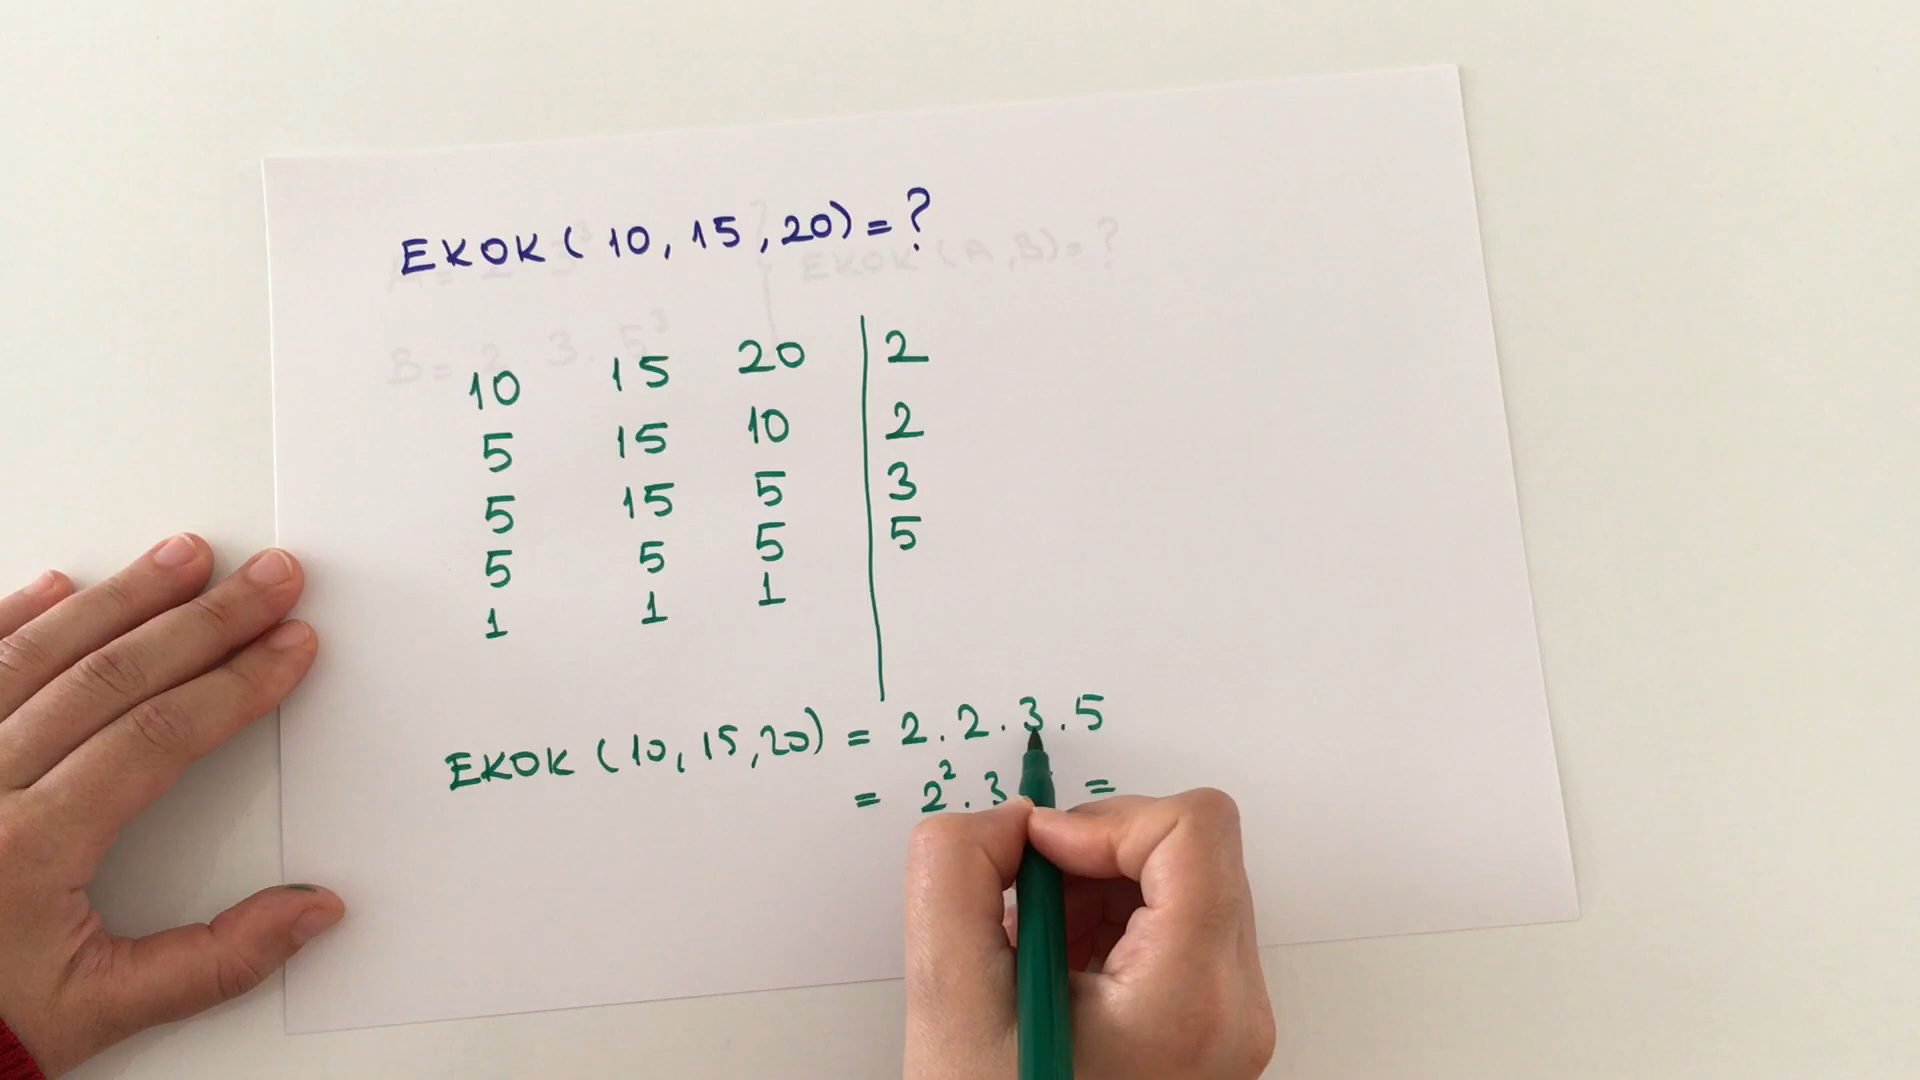 EKOK ( 10, 15, 20) = ?
10 15 20 | 2
5 15 10 | 2
5 15 5 | 3
5 5 5 | 5
1 1 1 |
EKOK (10, 15, 20) = 2 . 2 . 3 . 5
= 2² . 3 =
EKOK (A, B) = ?